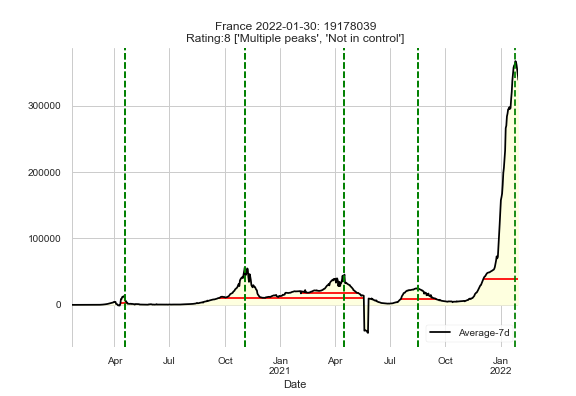 France 2022-01-30: 19178039
Rating:8 ['Multiple peaks', 'Not in control']
300000
200000
100000
0
Average-7d
Apr Jul Oct Jan Apr Jul Oct Jan
2021 2022
Date